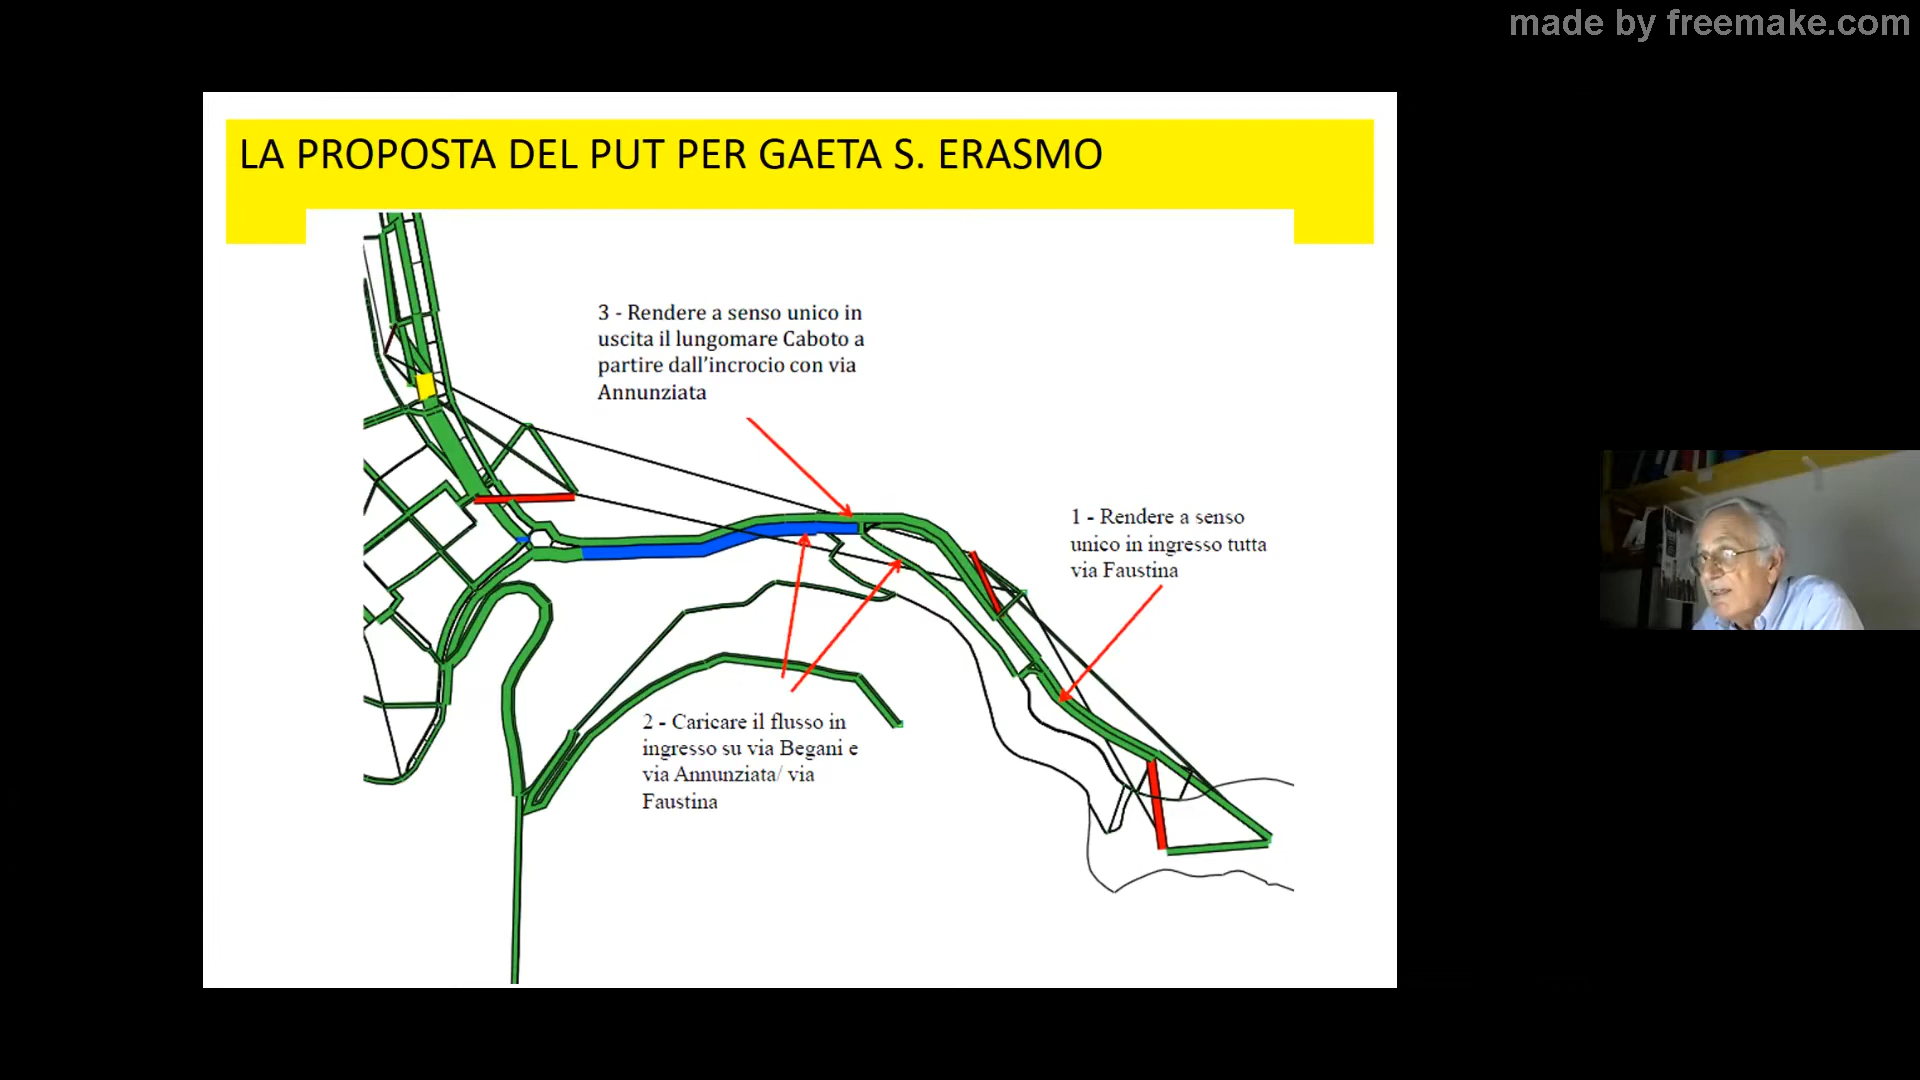 made by freemake.com
LA PROPOSTA DEL PUT PER GAETA S. ERASMO
3 - Rendere a senso unico in
uscita il lungomare Caboto a
partire dall'incrocio con via
Annunziata
1 - Rendere a senso
unico in ingresso tutta
via Faustina
2 - Caricare il flusso in
ingresso su via Begani e
via Annunziata/ via
Faustina